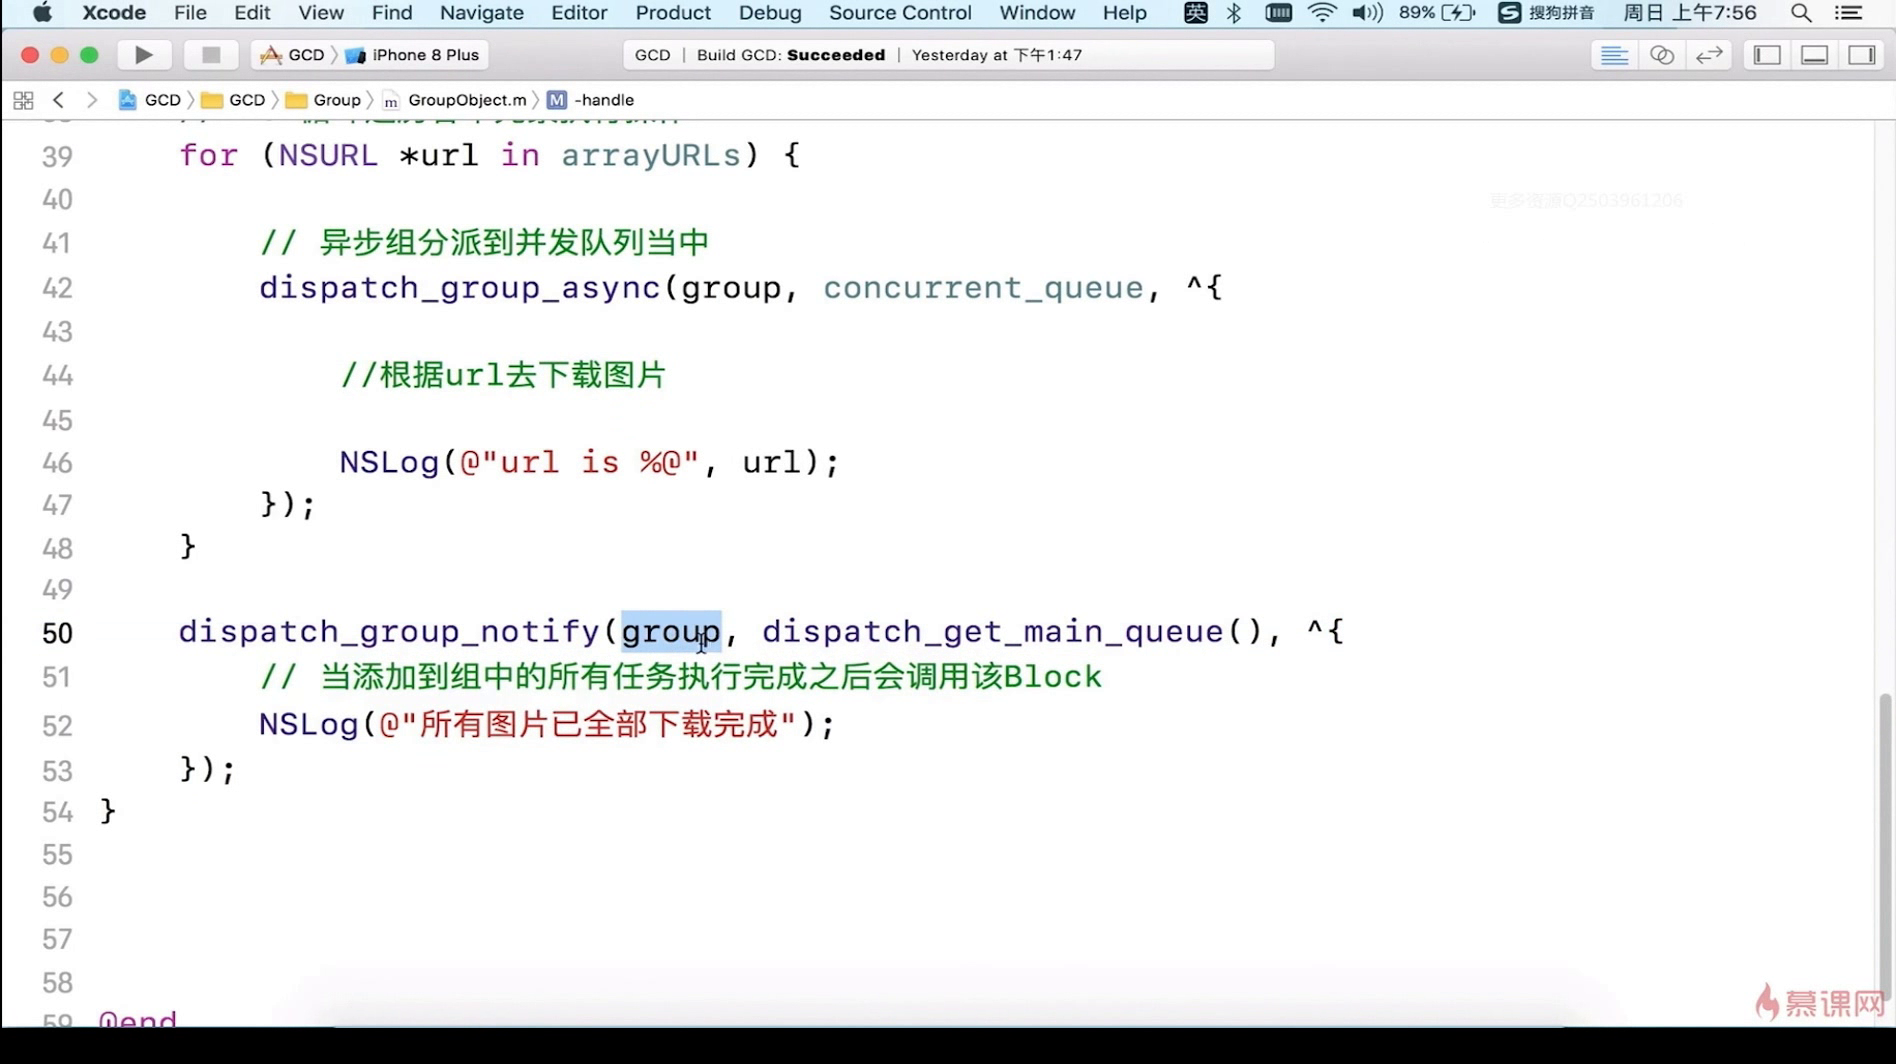 Xcode File Edit View Find Navigate Editor Product Debug Source Control Window Help 英 89% 搜狗拼音 周日 上午7:56
GCD iPhone 8 Plus GCD | Build GCD: Succeeded | Yesterday at 下午1:47
GCD GCD Group m GroupObject.m M -handle
39 for (NSURL *url in arrayURLs) {
40
更多资源Q2503961206
41 // 异步组分派到并发队列当中
42 dispatch_group_async(group, concurrent_queue, ^{
43
44 //根据url去下载图片
45
46 NSLog(@"url is %@", url);
47 });
48 }
49
50 dispatch_group_notify(group, dispatch_get_main_queue(), ^{
51 // 当添加到组中的所有任务执行完成之后会调用该Block
52 NSLog(@"所有图片已全部下载完成");
53 });
54 }
55
56
57
58
59 @end
慕课网